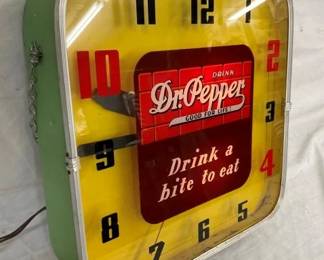 11 12 1
10 2
9 3
8 4
7 6 5
DRINK
Dr. Pepper
GOOD FOR LIFE!
Drink a
bite to eat